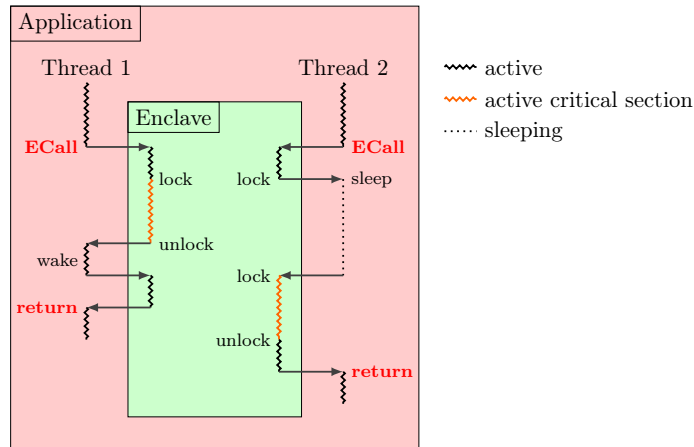 Application
Thread 1
Thread 2
active
active critical section
sleeping
Enclave
ECall
ECall
lock
lock
sleep
unlock
wake
lock
return
unlock
return